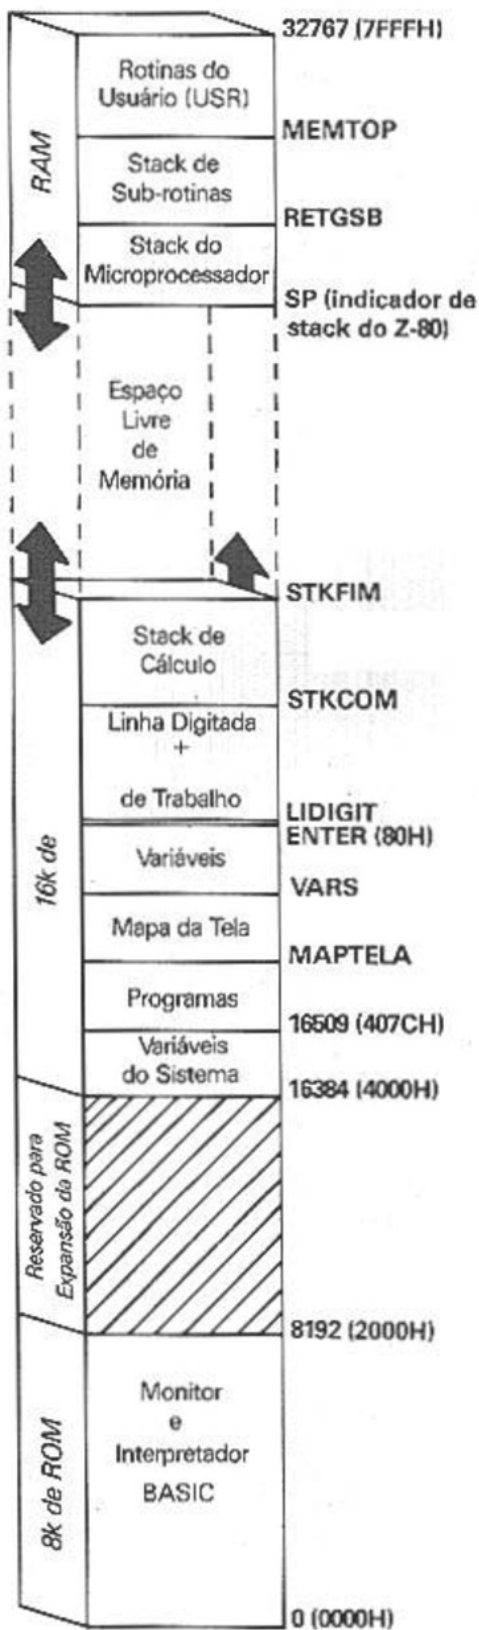 32767 (7FFFH)
Rotinas do
Usuário (USR)
MEMTOP
RAM
Stack de
Sub-rotinas
RETGSB
Stack do
Microprocessador
SP (indicador de
stack do Z-80)
Espaço
Livre
de
Memória
STKFIM
Stack de
Cálculo
STKCOM
Linha Digitada
+
de Trabalho
LIDIGIT
ENTER (80H)
16k de
Variáveis
VARS
Mapa da Tela
MAPTELA
Programas
16509 (407CH)
Variáveis
do Sistema
16384 (4000H)
Reservado para
Expansão da ROM
8192 (2000H)
Monitor
e
Interpretador
BASIC
8k de ROM
0 (0000H)